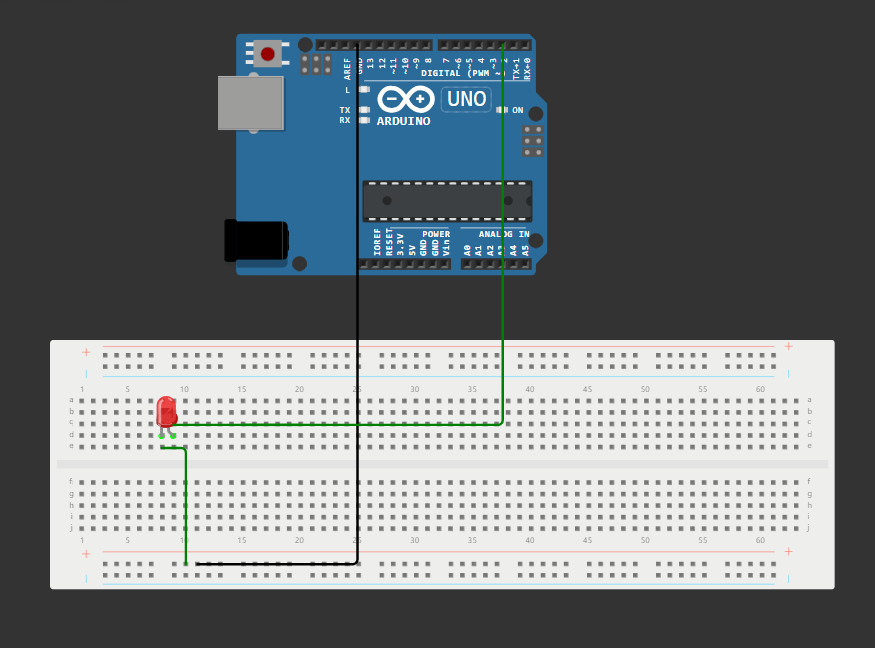 AREF
GND
13
12
~11
~10
~9
8
7
~6
~5
4
~3
2
TX→1
RX←0
DIGITAL (PWM ~
L
TX
RX
UNO
ON
ARDUINO
IOREF
RESET
3.3V
5V
GND
GND
Vin
POWER
ANALOG IN
A0
A1
A2
A3
A4
A5
+ +
1 5 10 15 20 25 30 35 40 45 50 55 60
a a
b b
c c
d d
e e
f f
g g
h h
i i
j j
1 5 10 15 20 25 30 35 40 45 50 55 60
+ +